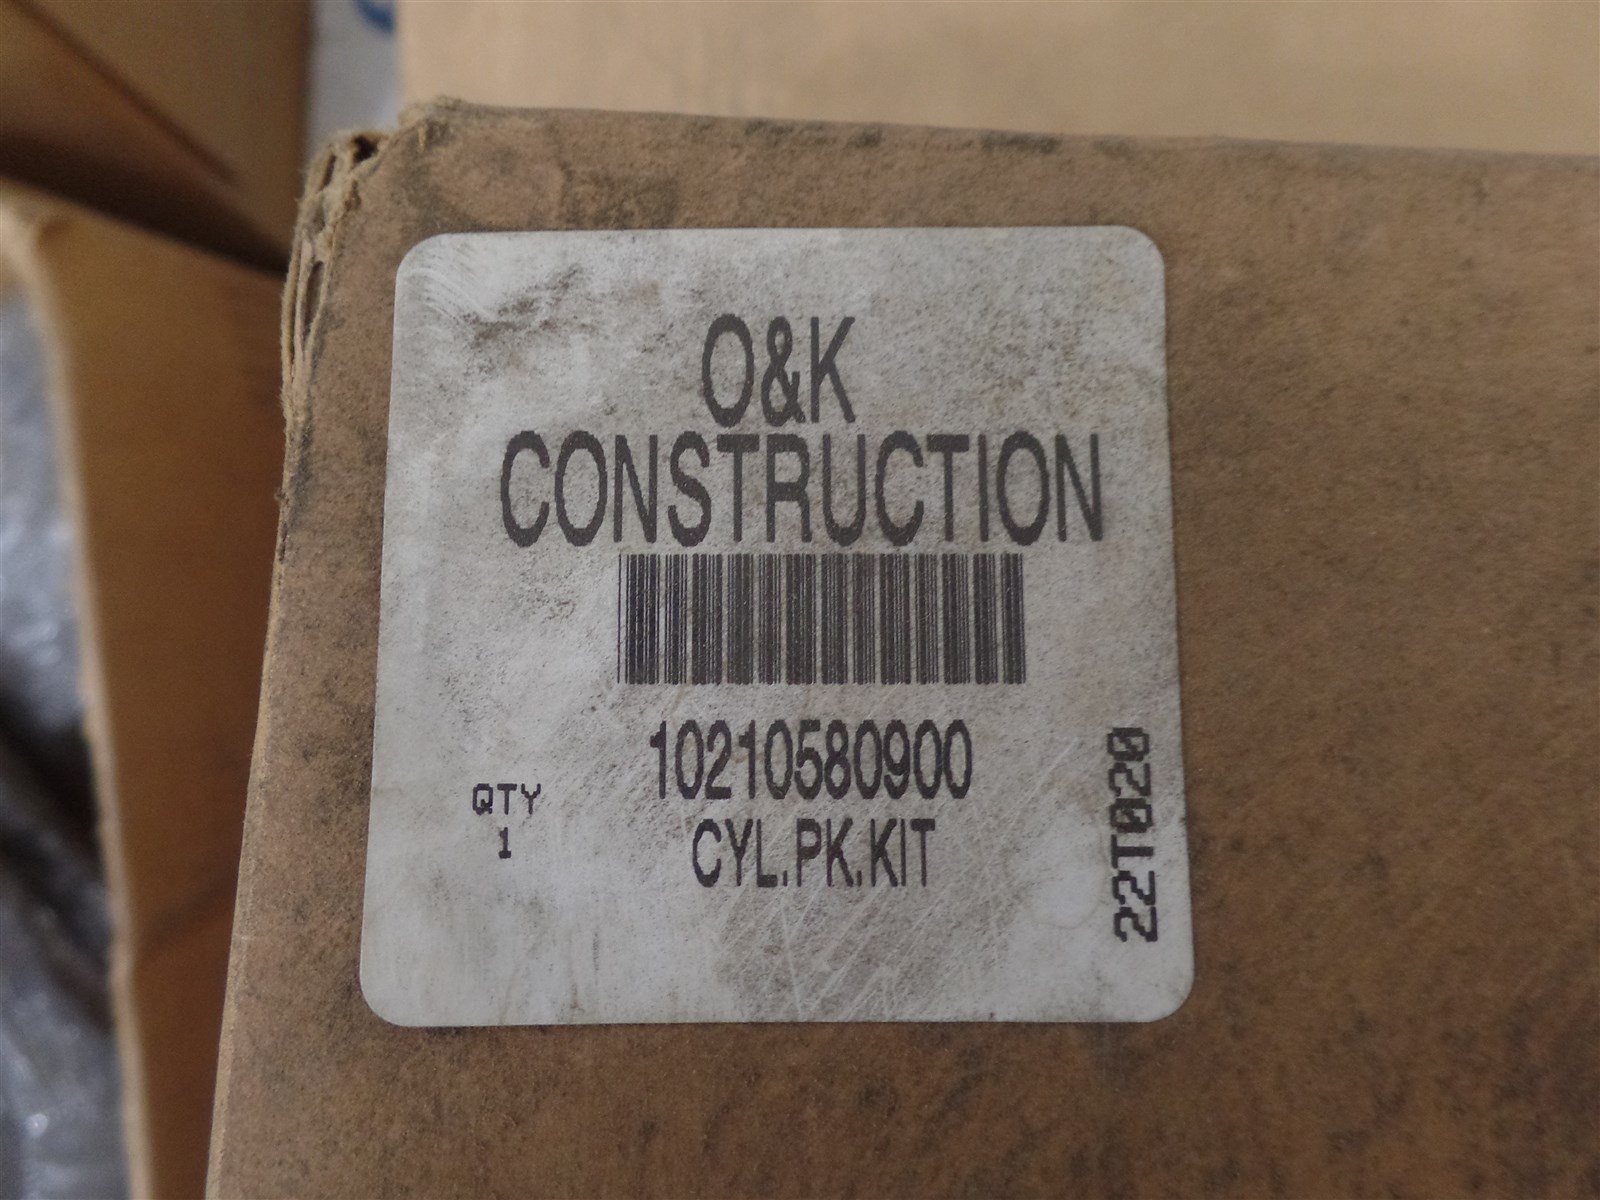 O&K
CONSTRUCTION
10210580900
QTY
1
CYL.PK.KIT
22T020